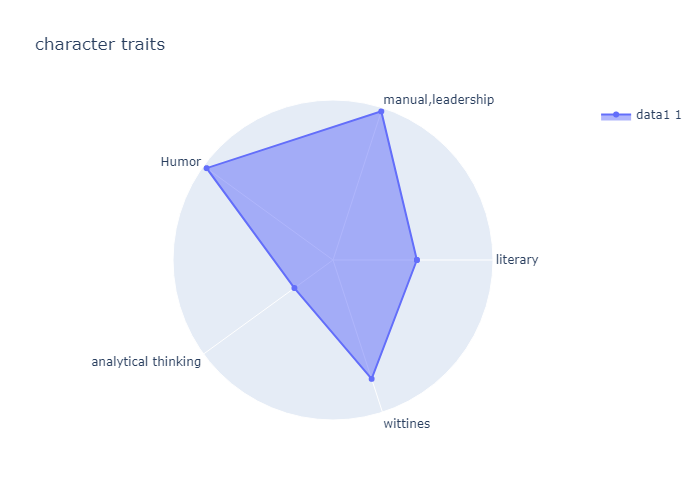 character traits
manual,leadership
data1 1
Humor
literary
analytical thinking
wittines